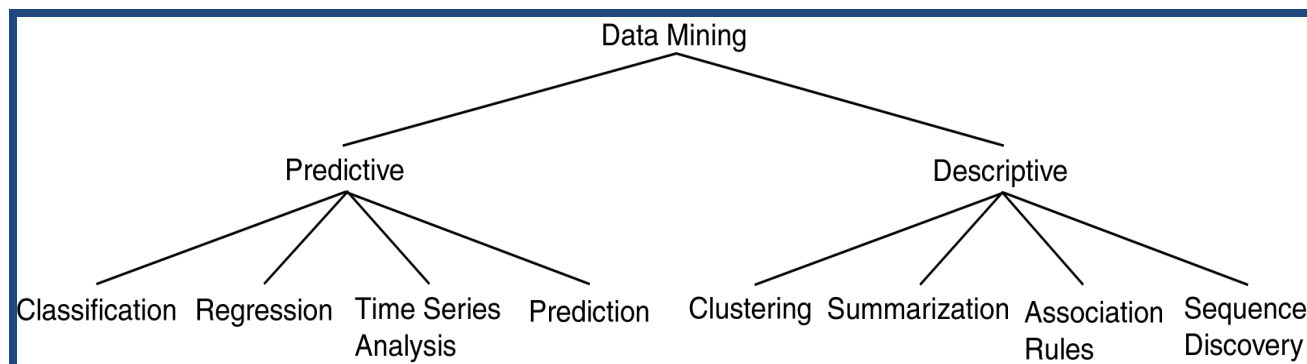 Data Mining
Predictive
Descriptive
Classification
Regression
Time Series
Analysis
Prediction
Clustering
Summarization
Association
Rules
Sequence
Discovery